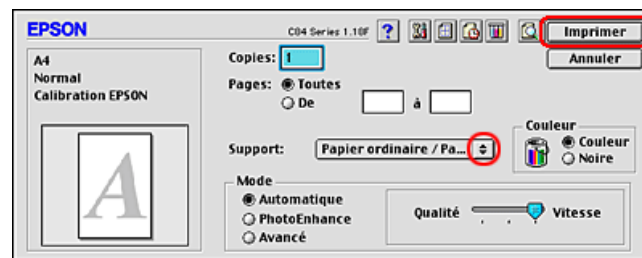 EPSON
C84 Series 1.10F
?
Imprimer
A4
Normal
Calibration EPSON
A
Copies: 1
Annuler
Pages: Toutes
De à
Support: Papier ordinaire / Pa...
Couleur
Couleur
Noire
Mode
Automatique
PhotoEnhance
Avancé
Qualité Vitesse